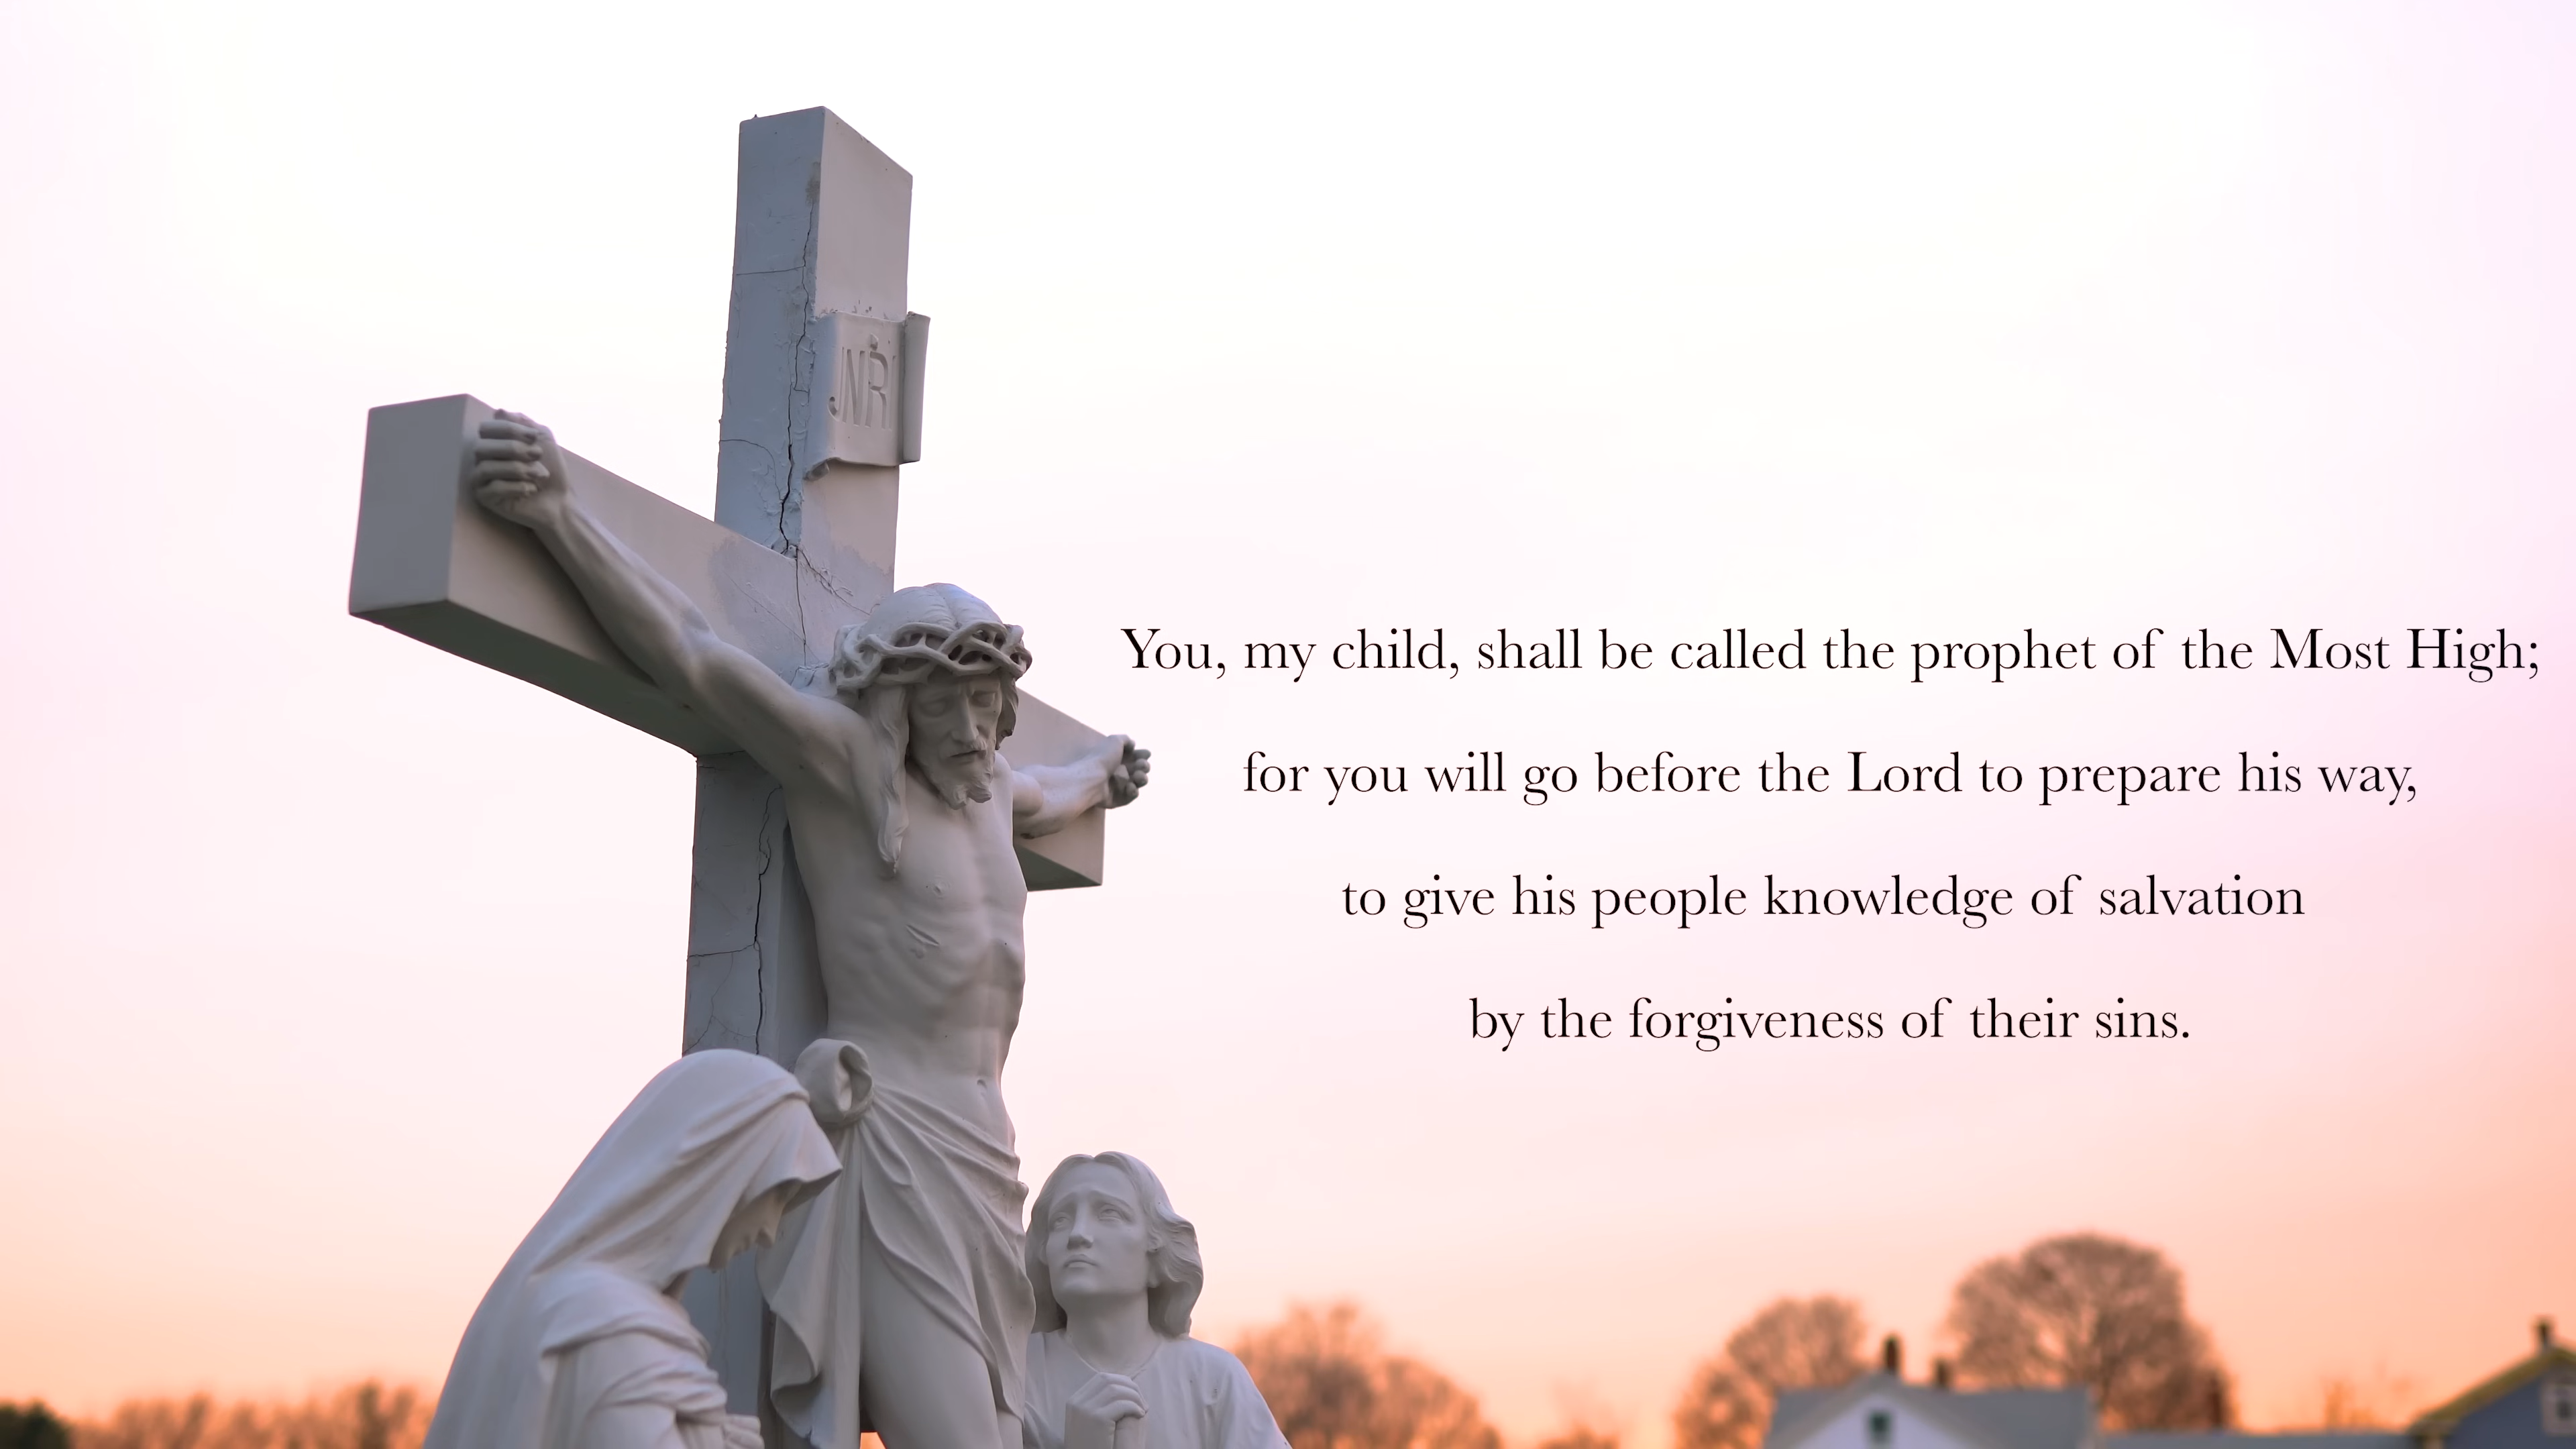 JNRI
You, my child, shall be called the prophet of the Most High;
for you will go before the Lord to prepare his way,
to give his people knowledge of salvation
by the forgiveness of their sins.